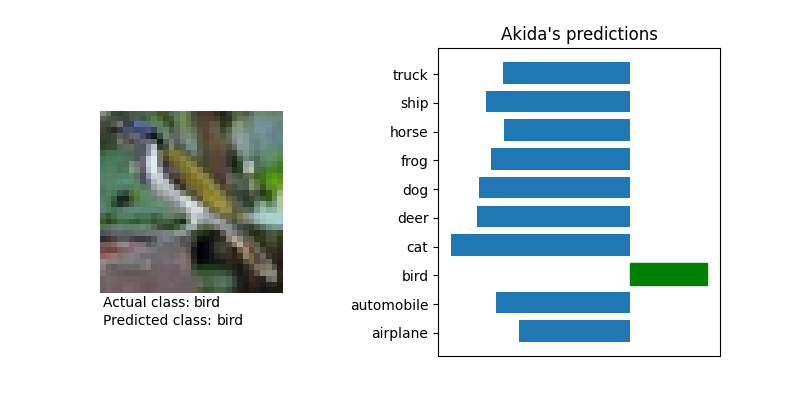 Akida's predictions
truck
ship
horse
frog
dog
deer
cat
bird
automobile
airplane
Actual class: bird
Predicted class: bird